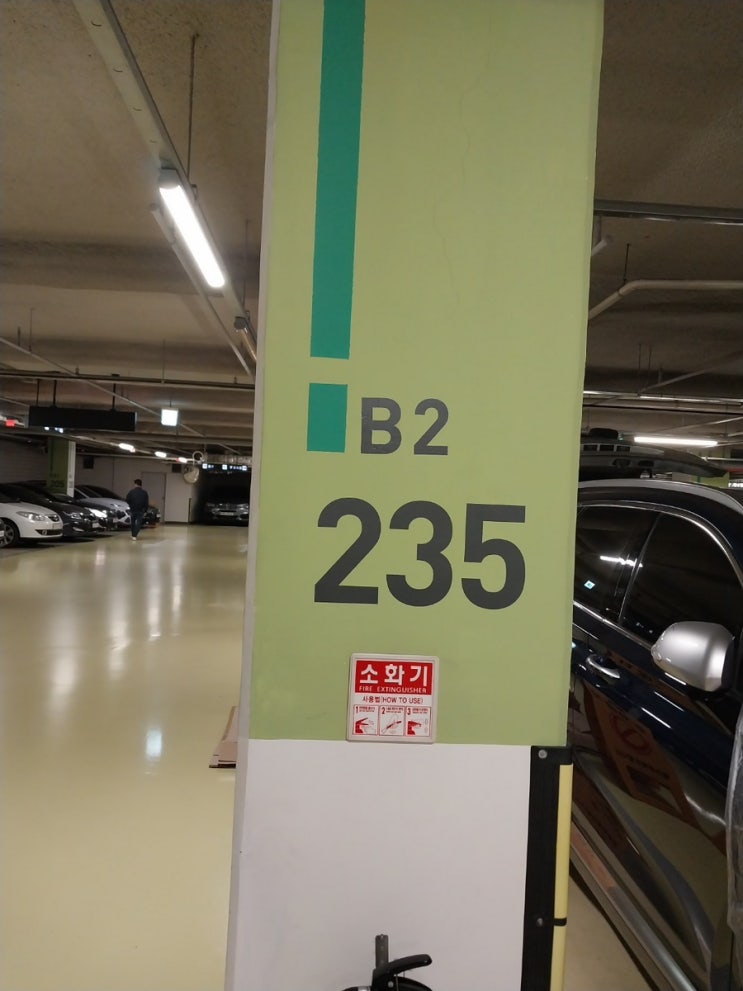 B2
235
소화기
FIRE EXTINGUISHER
사용법(HOW TO USE)
1 2 3